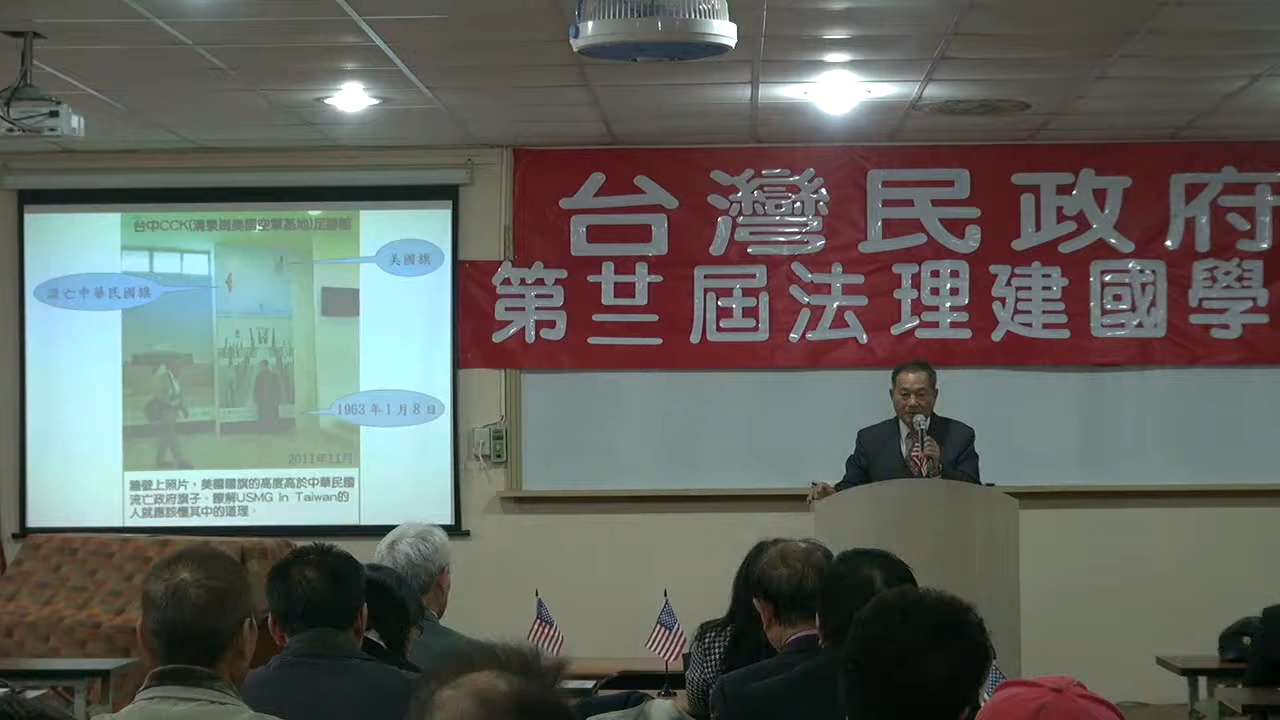 台灣民政府
第廿三屆法理建國學
台中CCK(清泉崗美國空軍基地)足跡館
美國旗
流亡中華民國旗
1963年1月8日
2011年11月
牆壁上照片，美國國旗的高度高於中華民國
流亡政府旗子，瞭解USMG in Taiwan的
人就應該懂其中的道理。